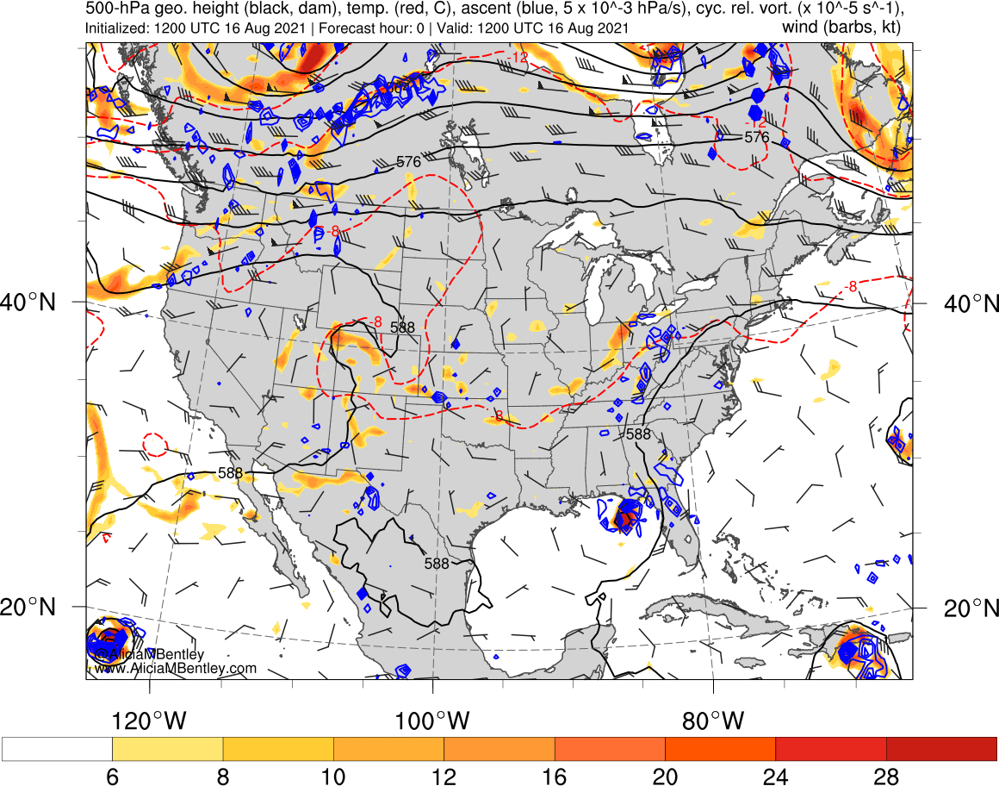 500-hPa geo. height (black, dam), temp. (red, C), ascent (blue, 5 x 10^-3 hPa/s), cyc. rel. vort. (x 10^-5 s^-1),
Initialized: 1200 UTC 16 Aug 2021 | Forecast hour: 0 | Valid: 1200 UTC 16 Aug 2021 wind (barbs, kt)
-12
564
-12
576
576
-8
-8
40°N
40°N
-8
588
-8
588
588
588
20°N
20°N
@AliciaMBentley
www.AliciaMBentley.com
120°W 100°W 80°W
6 8 10 12 16 20 24 28